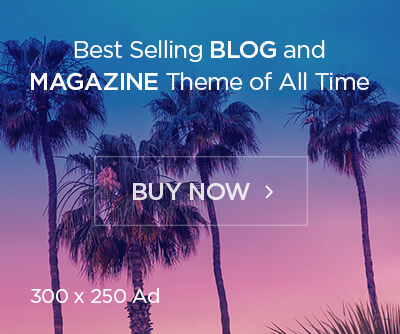 Best Selling BLOG and
MAGAZINE Theme of All Time
BUY NOW >
300 x 250 Ad